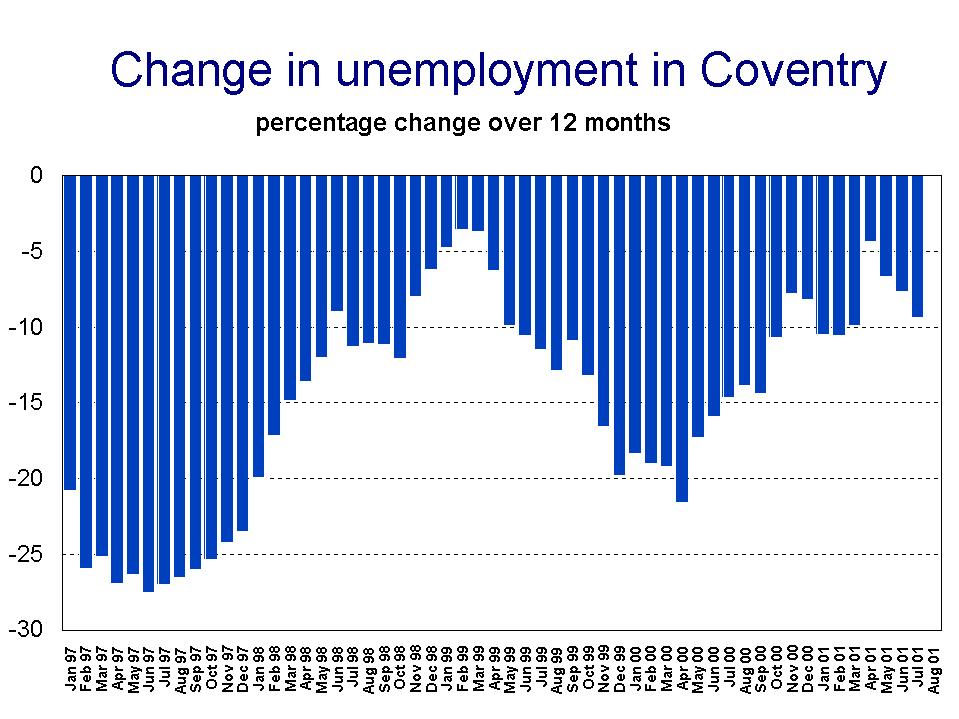 Change in unemployment in Coventry
percentage change over 12 months
0
-5
-10
-15
-20
-25
-30
Jan 97
Feb 97
Mar 97
Apr 97
May 97
Jun 97
Jul 97
Aug 97
Sep 97
Oct 97
Nov 97
Dec 97
Jan 98
Feb 98
Mar 98
Apr 98
May 98
Jun 98
Jul 98
Aug 98
Sep 98
Oct 98
Nov 98
Dec 98
Jan 99
Feb 99
Mar 99
Apr 99
May 99
Jun 99
Jul 99
Aug 99
Sep 99
Oct 99
Nov 99
Dec 99
Jan 00
Feb 00
Mar 00
Apr 00
May 00
Jun 00
Jul 00
Aug 00
Sep 00
Oct 00
Nov 00
Dec 00
Jan 01
Feb 01
Mar 01
Apr 01
May 01
Jun 01
Jul 01
Aug 01